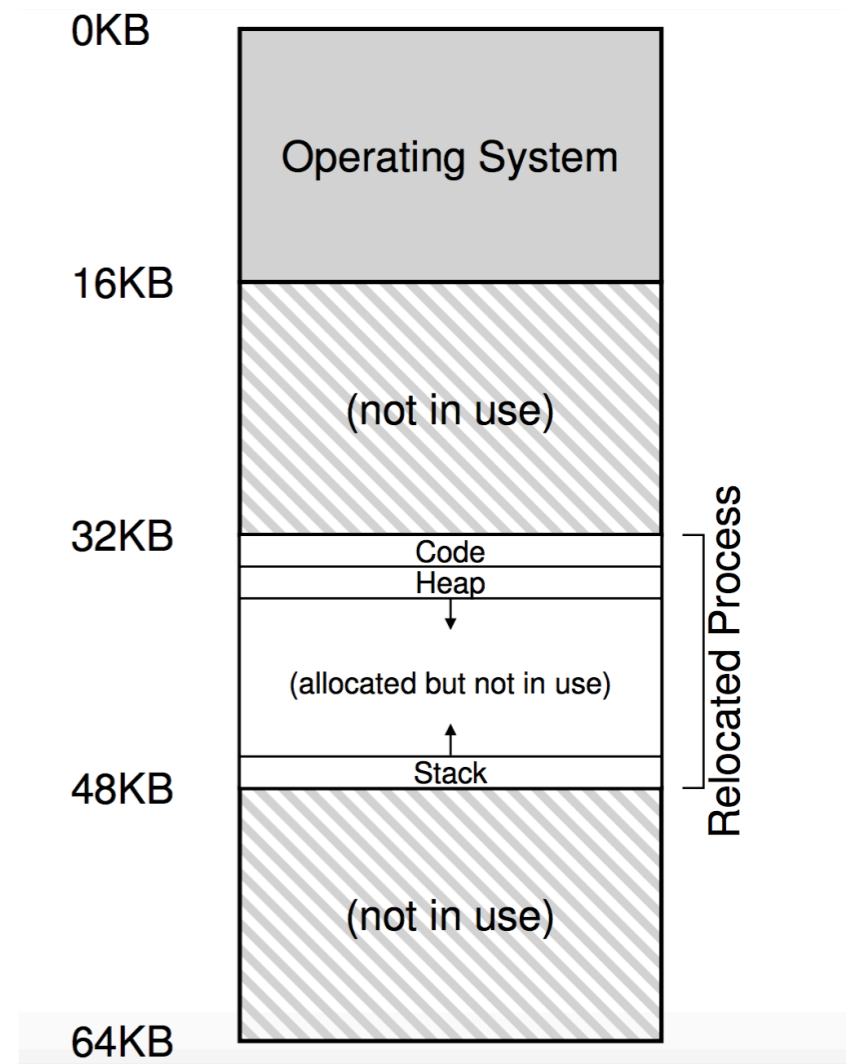 0KB
Operating System
16KB
(not in use)
32KB
Code
Heap
(allocated but not in use)
Stack
48KB
Relocated Process
(not in use)
64KB